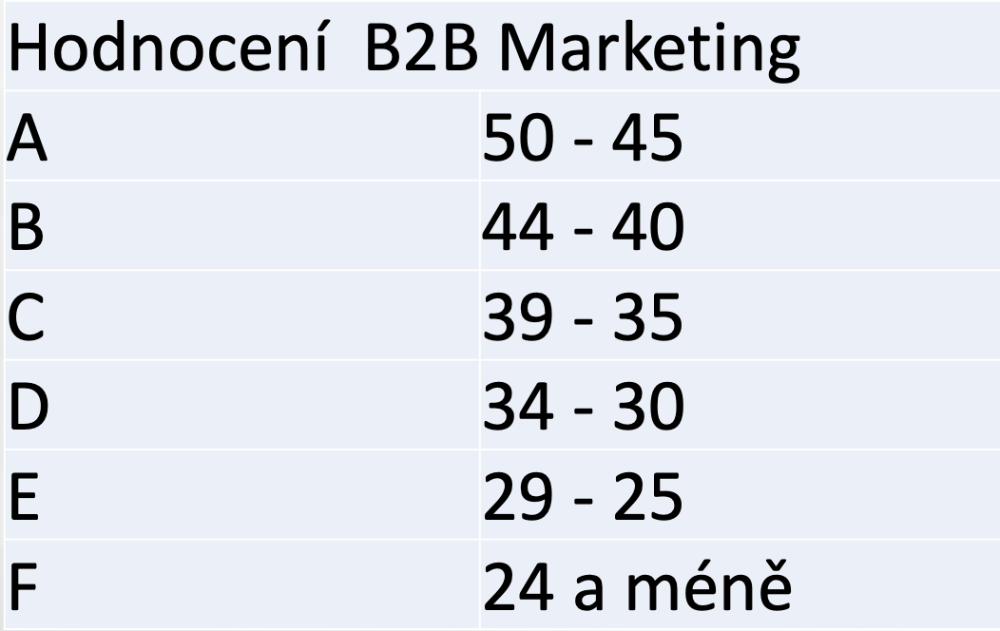 Hodnocení  B2B Marketing
A 50 - 45
B 44 - 40
C 39 - 35
D 34 - 30
E 29 - 25
F 24 a méně